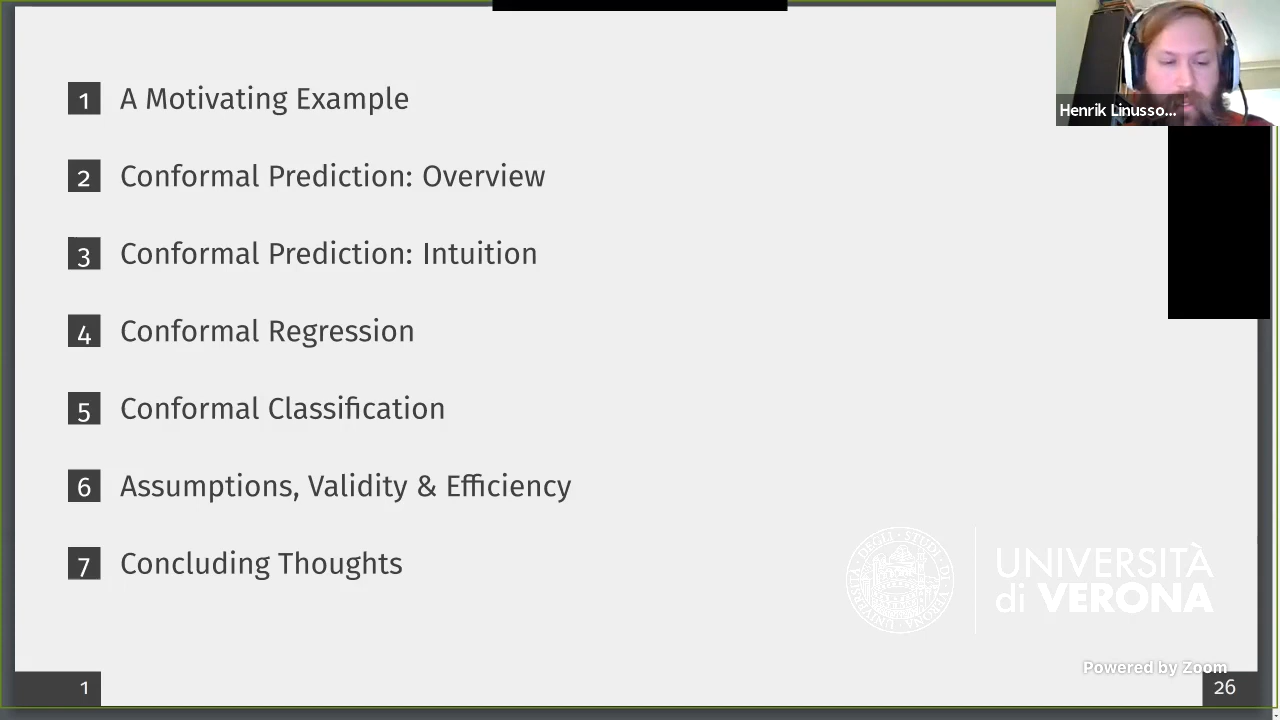 1 A Motivating Example
2 Conformal Prediction: Overview
3 Conformal Prediction: Intuition
4 Conformal Regression
5 Conformal Classification
6 Assumptions, Validity & Efficiency
7 Concluding Thoughts
Henrik Linusso...
UNIVERSITÀ
di VERONA
Powered by Zoom
1
26